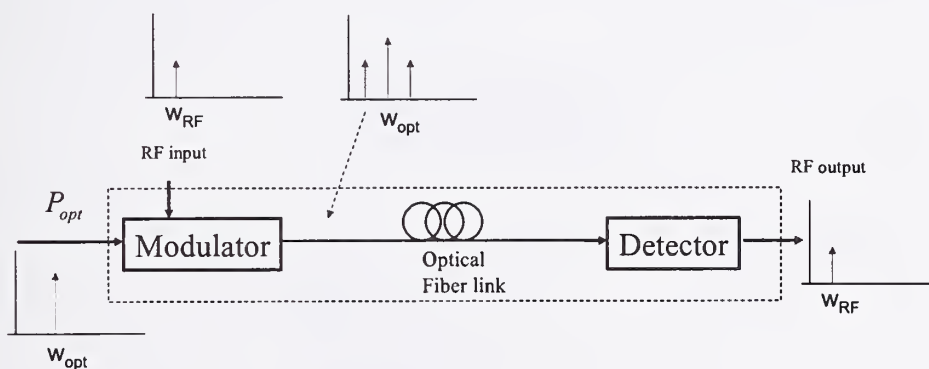 W_RF
W_opt
RF input
RF output
P_opt
Modulator
Detector
Optical
Fiber link
W_RF
W_opt